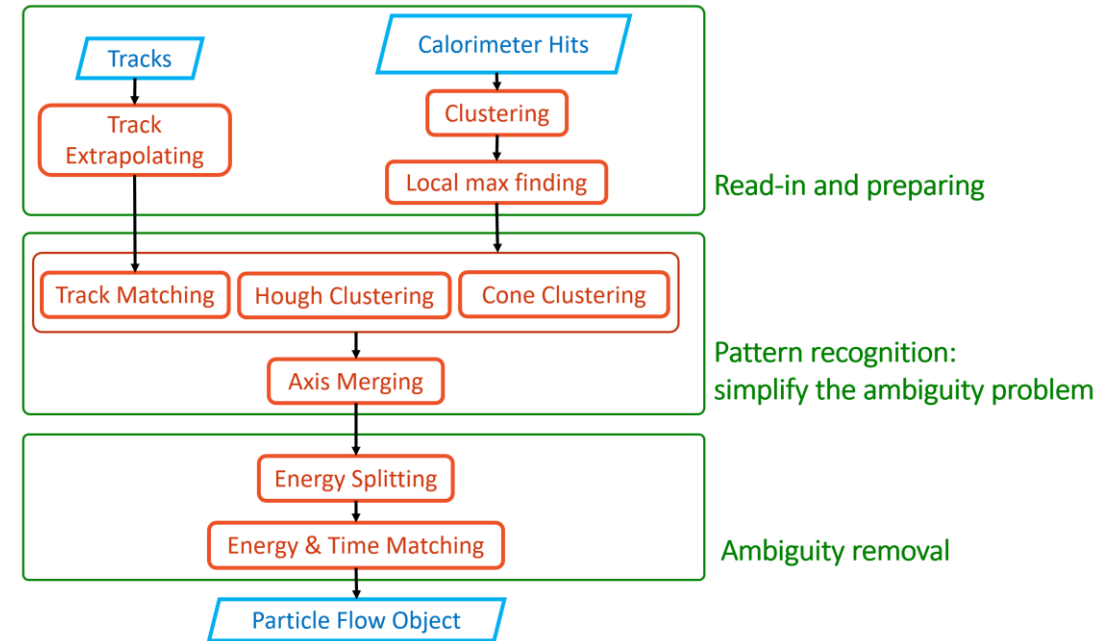 Tracks
Calorimeter Hits
Track
Extrapolating
Clustering
Local max finding
Read-in and preparing
Track Matching
Hough Clustering
Cone Clustering
Axis Merging
Pattern recognition:
simplify the ambiguity problem
Energy Splitting
Energy & Time Matching
Ambiguity removal
Particle Flow Object